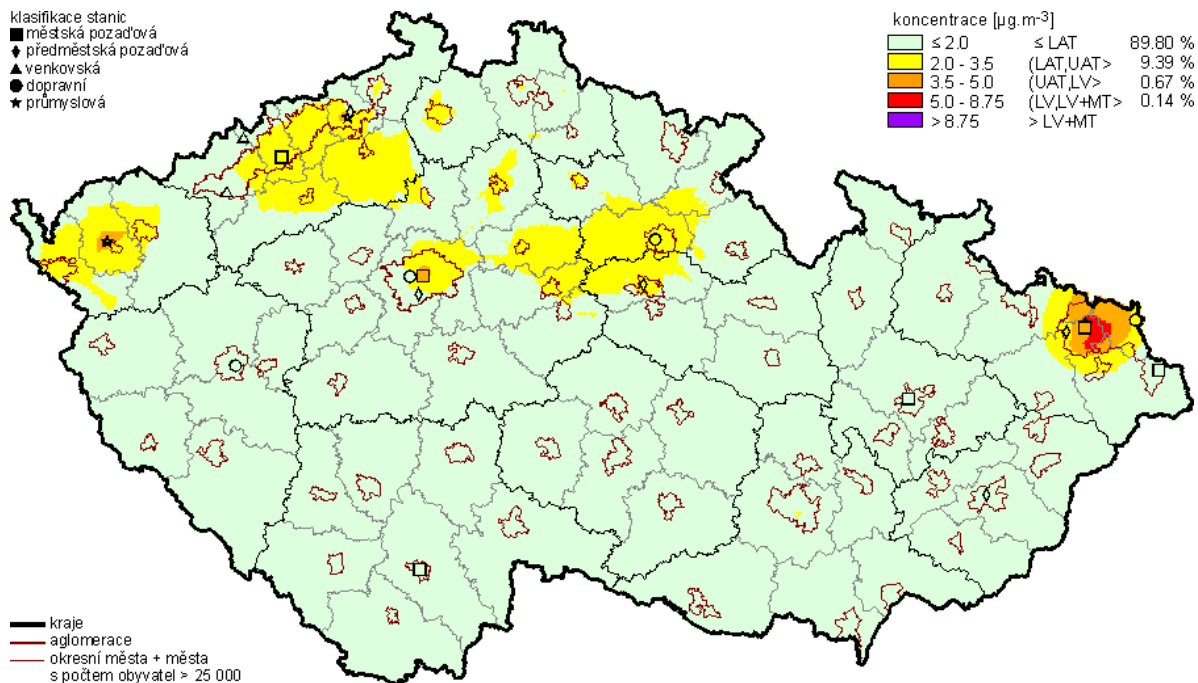 klasifikace stanic
městská pozaďová
předměstská pozaďová
venkovská
dopravní
průmyslová
koncentrace [µg.m-3]
≤ 2.0 ≤ LAT 89.80 %
2.0 - 3.5 (LAT,UAT> 9.39 %
3.5 - 5.0 (UAT,LV> 0.67 %
5.0 - 8.75 (LV,LV+MT> 0.14 %
> 8.75 > LV+MT
kraje
aglomerace
okresní města + města
s počtem obyvatel > 25 000